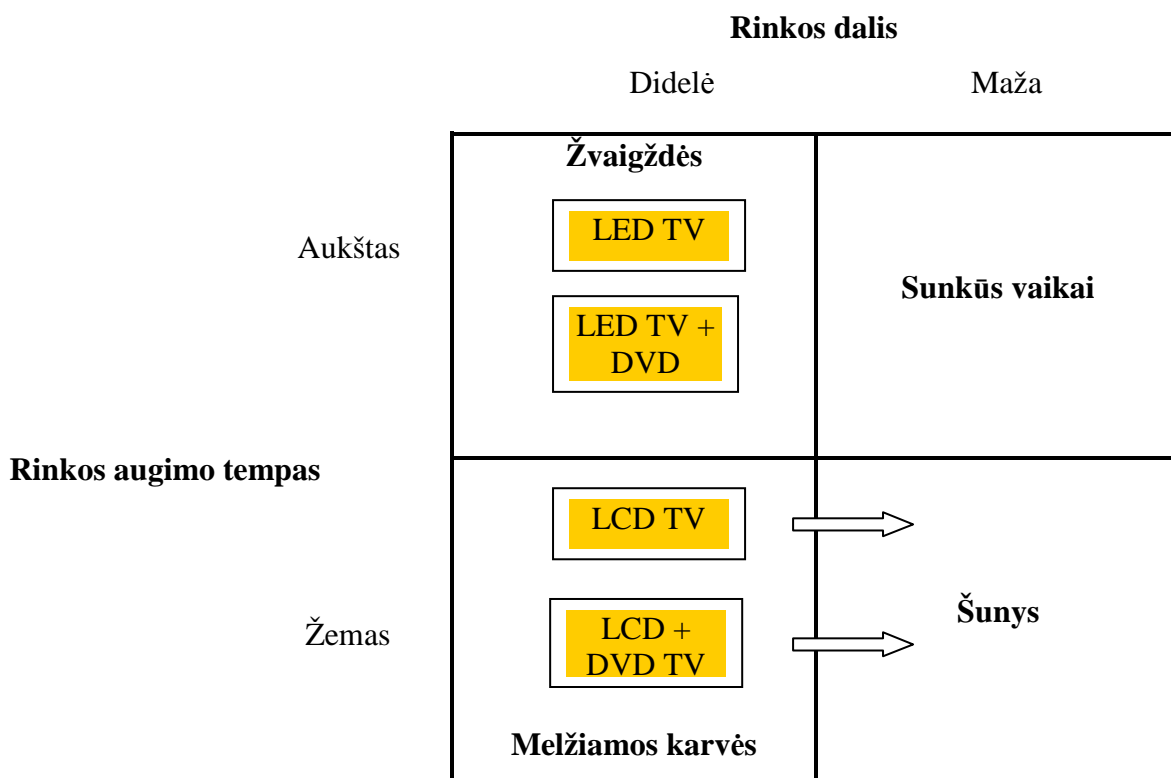 Rinkos dalis
Didelė
Maža
Žvaigždės
LED TV
Aukštas
Sunkūs vaikai
LED TV +
DVD
Rinkos augimo tempas
LCD TV
Šunys
Žemas
LCD +
DVD TV
Melžiamos karvės